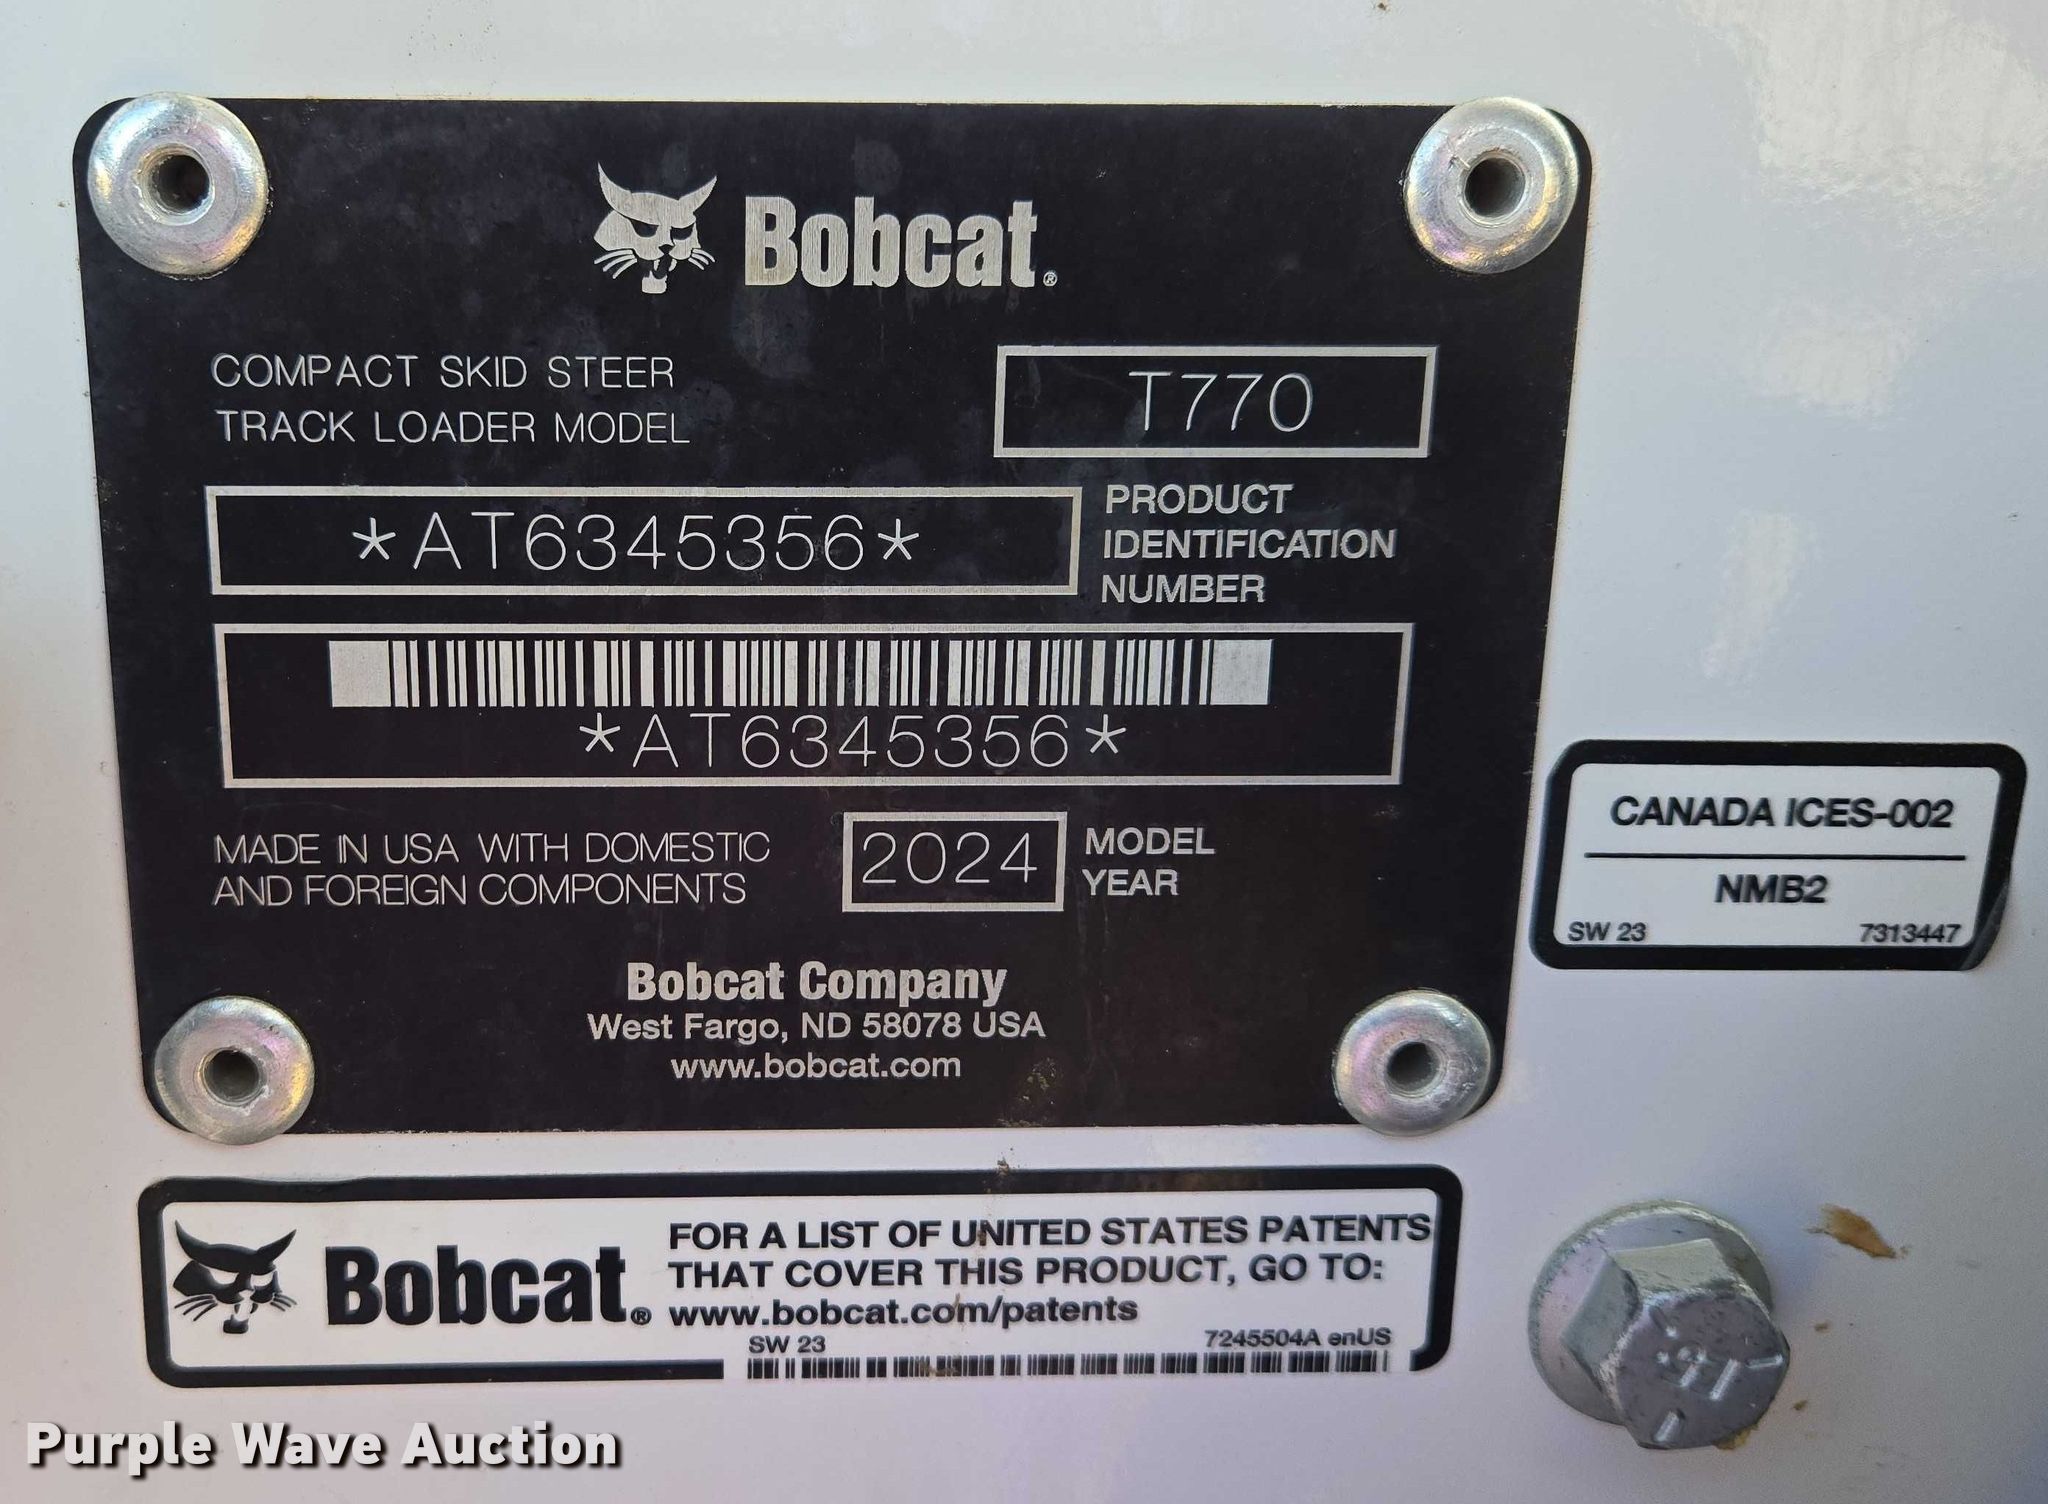 Bobcat®
COMPACT SKID STEER
TRACK LOADER MODEL
T770
*AT6345356*
PRODUCT
IDENTIFICATION
NUMBER
*AT6345356*
MADE IN USA WITH DOMESTIC
AND FOREIGN COMPONENTS
2024
MODEL
YEAR
Bobcat Company
West Fargo, ND 58078 USA
www.bobcat.com
CANADA ICES-002
NMB2
SW 23 7313447
Bobcat®
FOR A LIST OF UNITED STATES PATENTS
THAT COVER THIS PRODUCT, GO TO:
www.bobcat.com/patents
SW 23 7245504A enUS
Purple Wave Auction